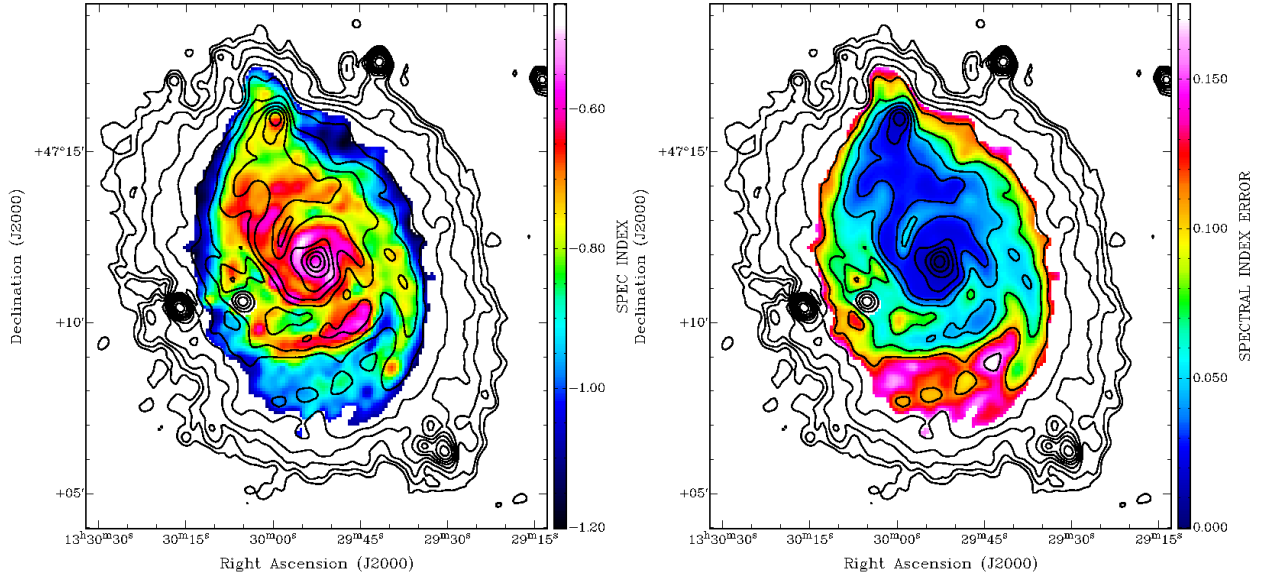 +47°15′
+10′
+05′
Declination (J2000)
13ʰ30ᵐ30ˢ
30ᵐ15ˢ
30ᵐ00ˢ
29ᵐ45ˢ
29ᵐ30ˢ
29ᵐ15ˢ
Right Ascension (J2000)
−0.60
−0.80
−1.00
−1.20
SPEC INDEX
+47°15′
+10′
+05′
Declination (J2000)
13ʰ30ᵐ30ˢ
30ᵐ15ˢ
30ᵐ00ˢ
29ᵐ45ˢ
29ᵐ30ˢ
29ᵐ15ˢ
Right Ascension (J2000)
0.150
0.100
0.050
0.000
SPECTRAL INDEX ERROR